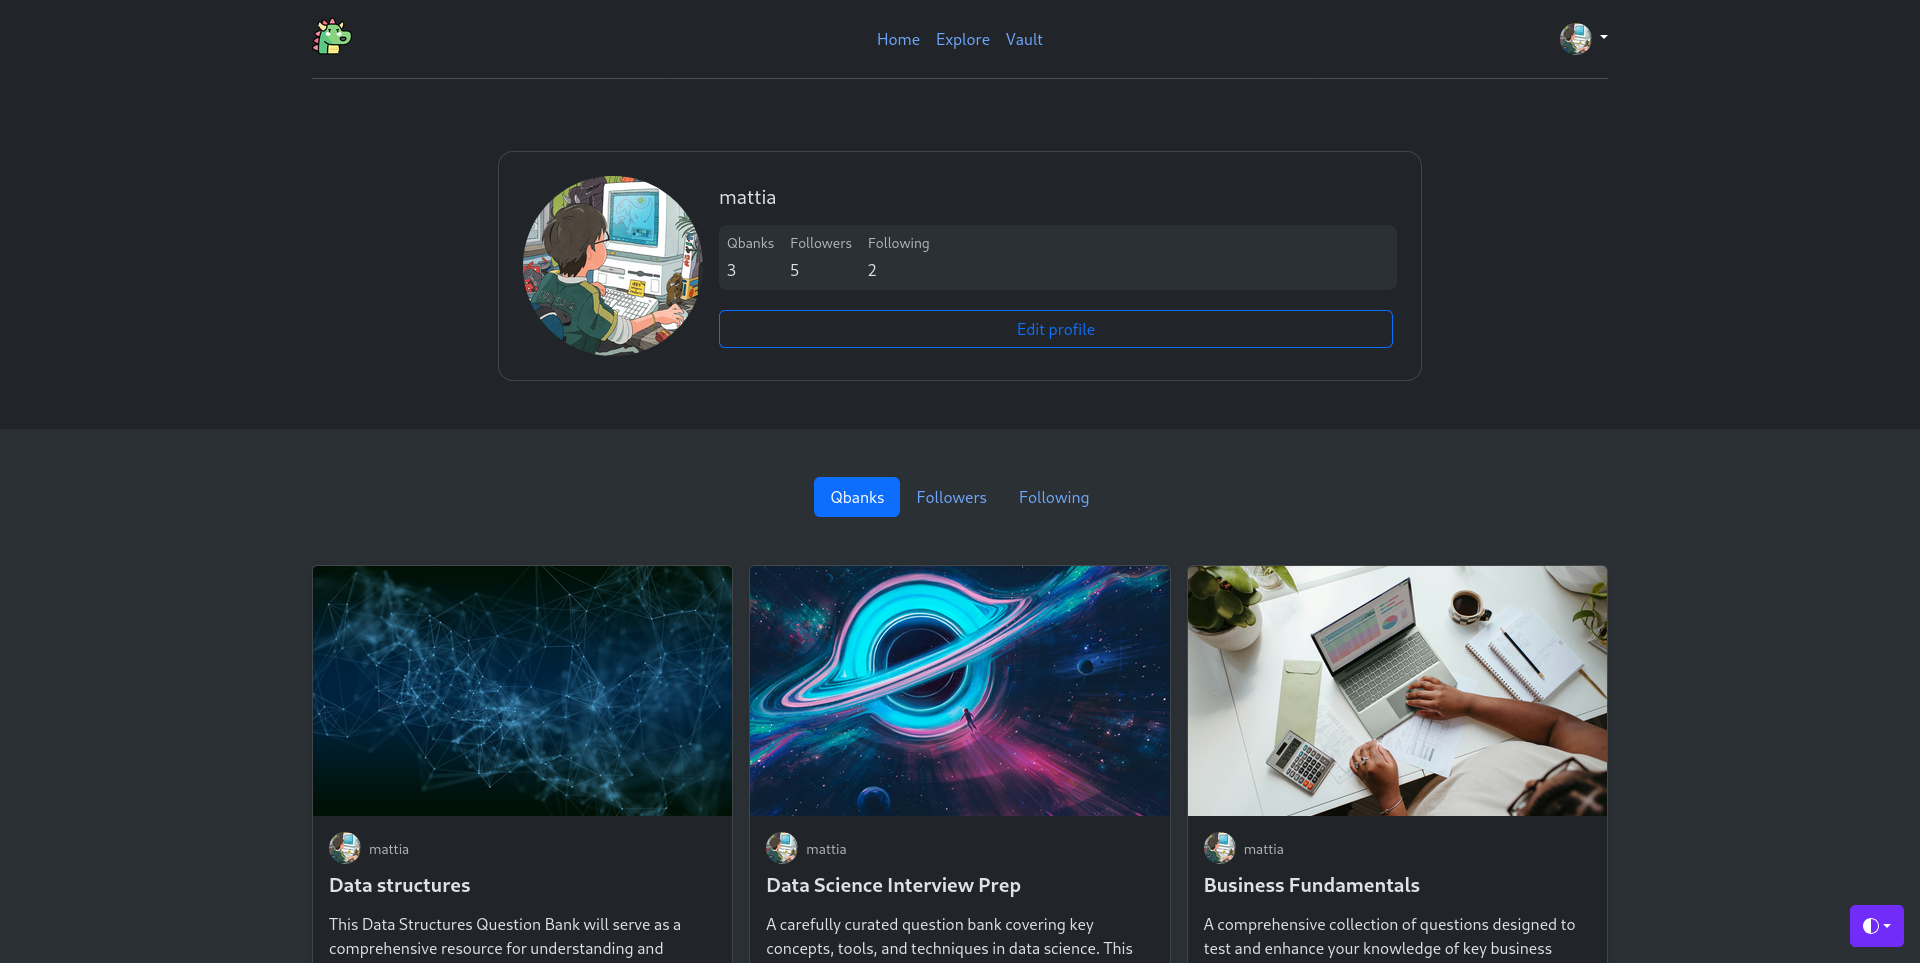 Home Explore Vault
mattia
Qbanks Followers Following
3 5 2
Edit profile
Qbanks Followers Following
mattia
Data structures
This Data Structures Question Bank will serve as a
comprehensive resource for understanding and
mattia
Data Science Interview Prep
A carefully curated question bank covering key
concepts, tools, and techniques in data science. This
mattia
Business Fundamentals
A comprehensive collection of questions designed to
test and enhance your knowledge of key business